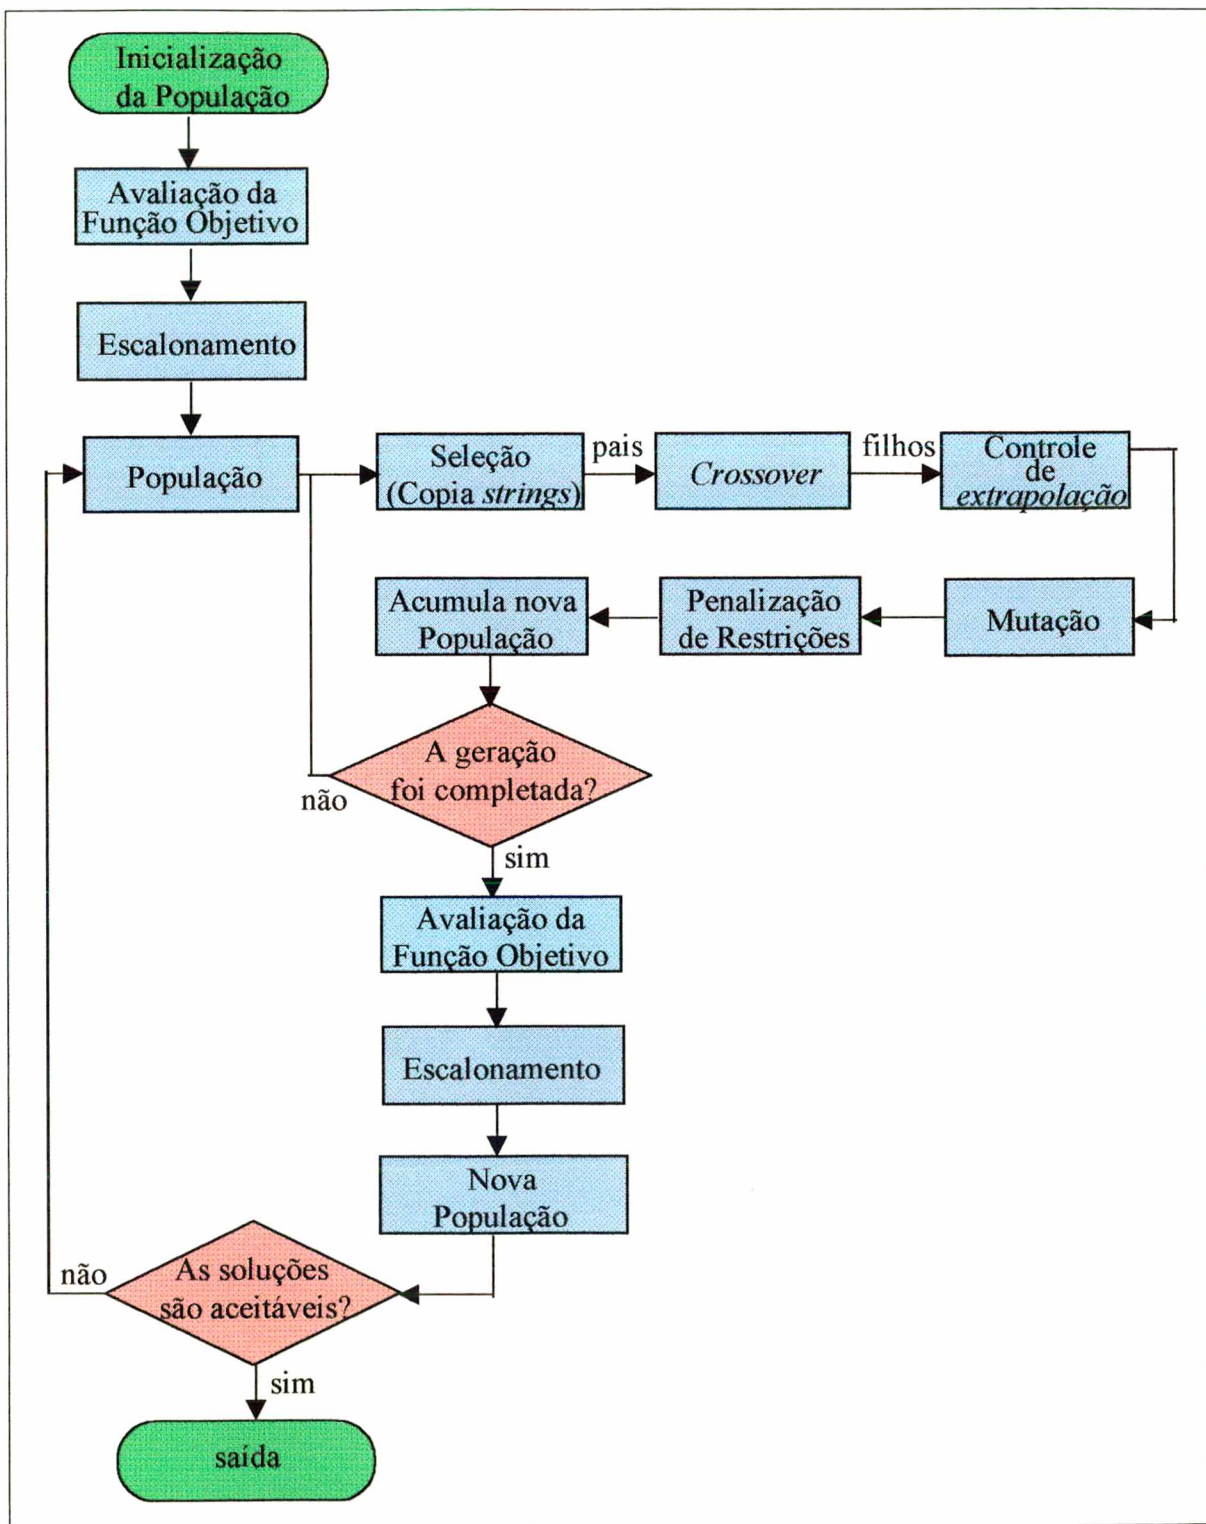 Inicialização
da População
Avaliação da
Função Objetivo
Escalonamento
População
Seleção
(Copia strings)
pais
Crossover
filhos
Controle
de
extrapolação
Acumula nova
População
Penalização
de Restrições
Mutação
A geração
foi completada?
não
sim
Avaliação da
Função Objetivo
Escalonamento
Nova
População
não
As soluções
são aceitáveis?
sim
saída